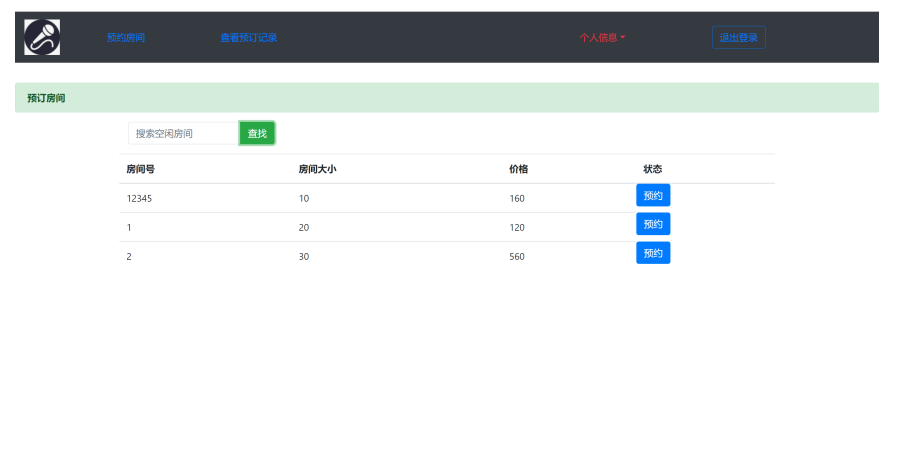 预约房间 查看预订记录 个人信息 退出登录
预订房间
搜索空闲房间 查找
房间号 房间大小 价格 状态
12345 10 160 预约
1 20 120 预约
2 30 560 预约